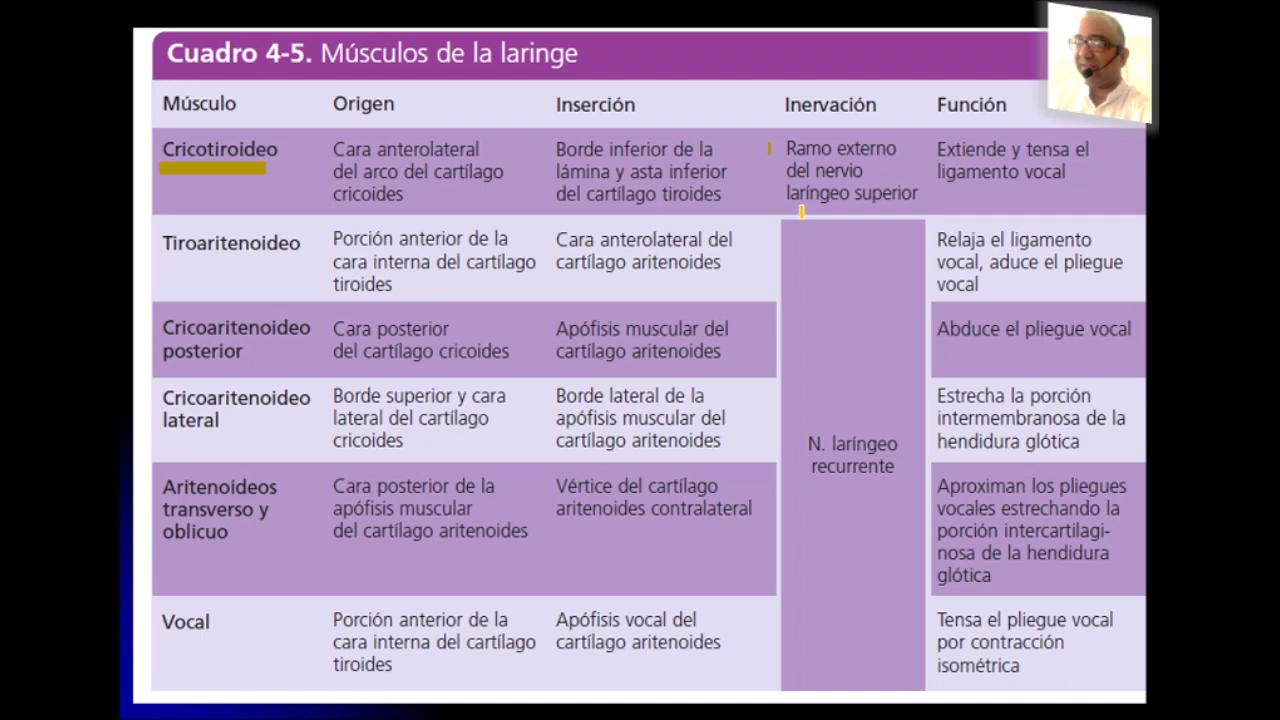 Cuadro 4-5. Músculos de la laringe
Músculo Origen Inserción Inervación Función
Cricotiroideo
Cara anterolateral
del arco del cartílago
cricoides
Borde inferior de la
lámina y asta inferior
del cartílago tiroides
Ramo externo
del nervio
laríngeo superior
Extiende y tensa el
ligamento vocal
Tiroaritenoideo
Porción anterior de la
cara interna del cartílago
tiroides
Cara anterolateral del
cartílago aritenoides
N. laríngeo
recurrente
Relaja el ligamento
vocal, aduce el pliegue
vocal
Cricoaritenoideo
posterior
Cara posterior
del cartílago cricoides
Apófisis muscular del
cartílago aritenoides
Abduce el pliegue vocal
Cricoaritenoideo
lateral
Borde superior y cara
lateral del cartílago
cricoides
Borde lateral de la
apófisis muscular del
cartílago aritenoides
Estrecha la porción
intermembranosa de la
hendidura glótica
Aritenoideos
transverso y
oblicuo
Cara posterior de la
apófisis muscular
del cartílago aritenoides
Vértice del cartílago
aritenoides contralateral
Aproximan los pliegues
vocales estrechando la
porción intercartilagi-
nosa de la hendidura
glótica
Vocal
Porción anterior de la
cara interna del cartílago
tiroides
Apófisis vocal del
cartílago aritenoides
Tensa el pliegue vocal
por contracción
isométrica